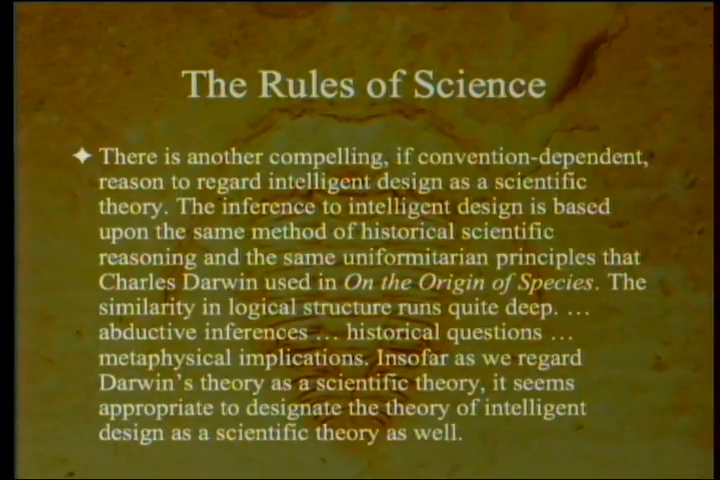 The Rules of Science
There is another compelling, if convention-dependent,
reason to regard intelligent design as a scientific
theory. The inference to intelligent design is based
upon the same method of historical scientific
reasoning and the same uniformitarian principles that
Charles Darwin used in On the Origin of Species. The
similarity in logical structure runs quite deep. …
abductive inferences … historical questions …
metaphysical implications. Insofar as we regard
Darwin's theory as a scientific theory, it seems
appropriate to designate the theory of intelligent
design as a scientific theory as well.